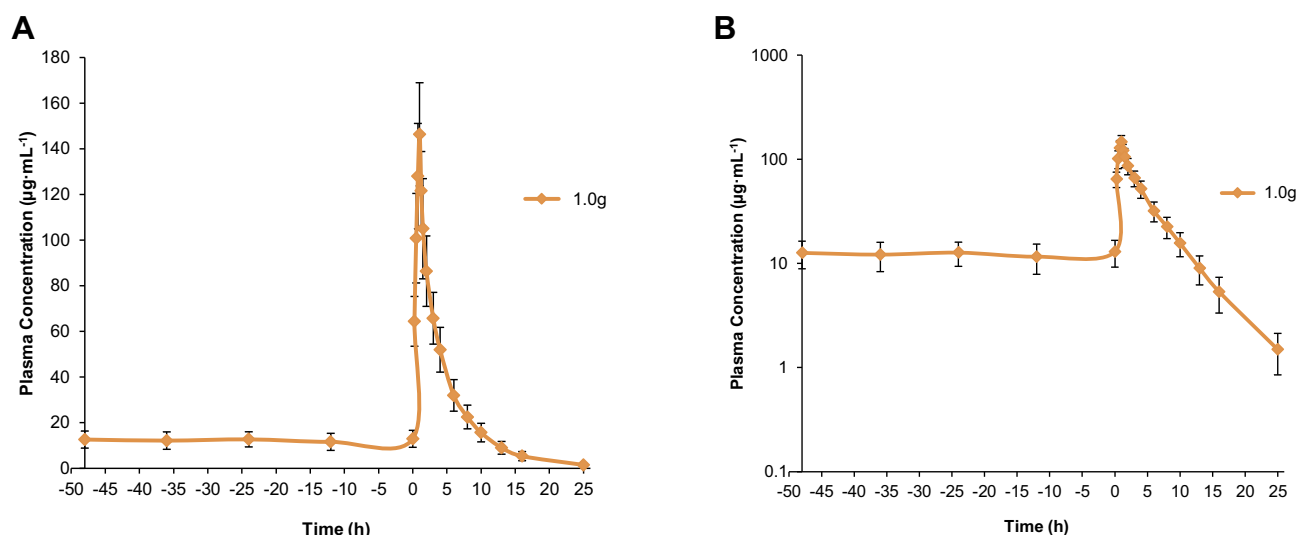 A
Plasma Concentration (µg·mL⁻¹)
180
160
140
120
100
80
60
40
20
0
-50 -45 -40 -35 -30 -25 -20 -15 -10 -5 0 5 10 15 20 25
Time (h)
1.0g
B
Plasma Concentration (µg·mL⁻¹)
1000
100
10
1
0.1
-50 -45 -40 -35 -30 -25 -20 -15 -10 -5 0 5 10 15 20 25
Time (h)
1.0g